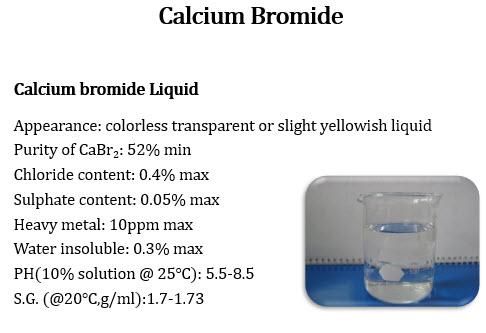 Calcium Bromide
Calcium bromide Liquid
Appearance: colorless transparent or slight yellowish liquid
Purity of CaBr₂: 52% min
Chloride content: 0.4% max
Sulphate content: 0.05% max
Heavy metal: 10ppm max
Water insoluble: 0.3% max
PH(10% solution @ 25℃): 5.5-8.5
S.G. (@20℃,g/ml):1.7-1.73